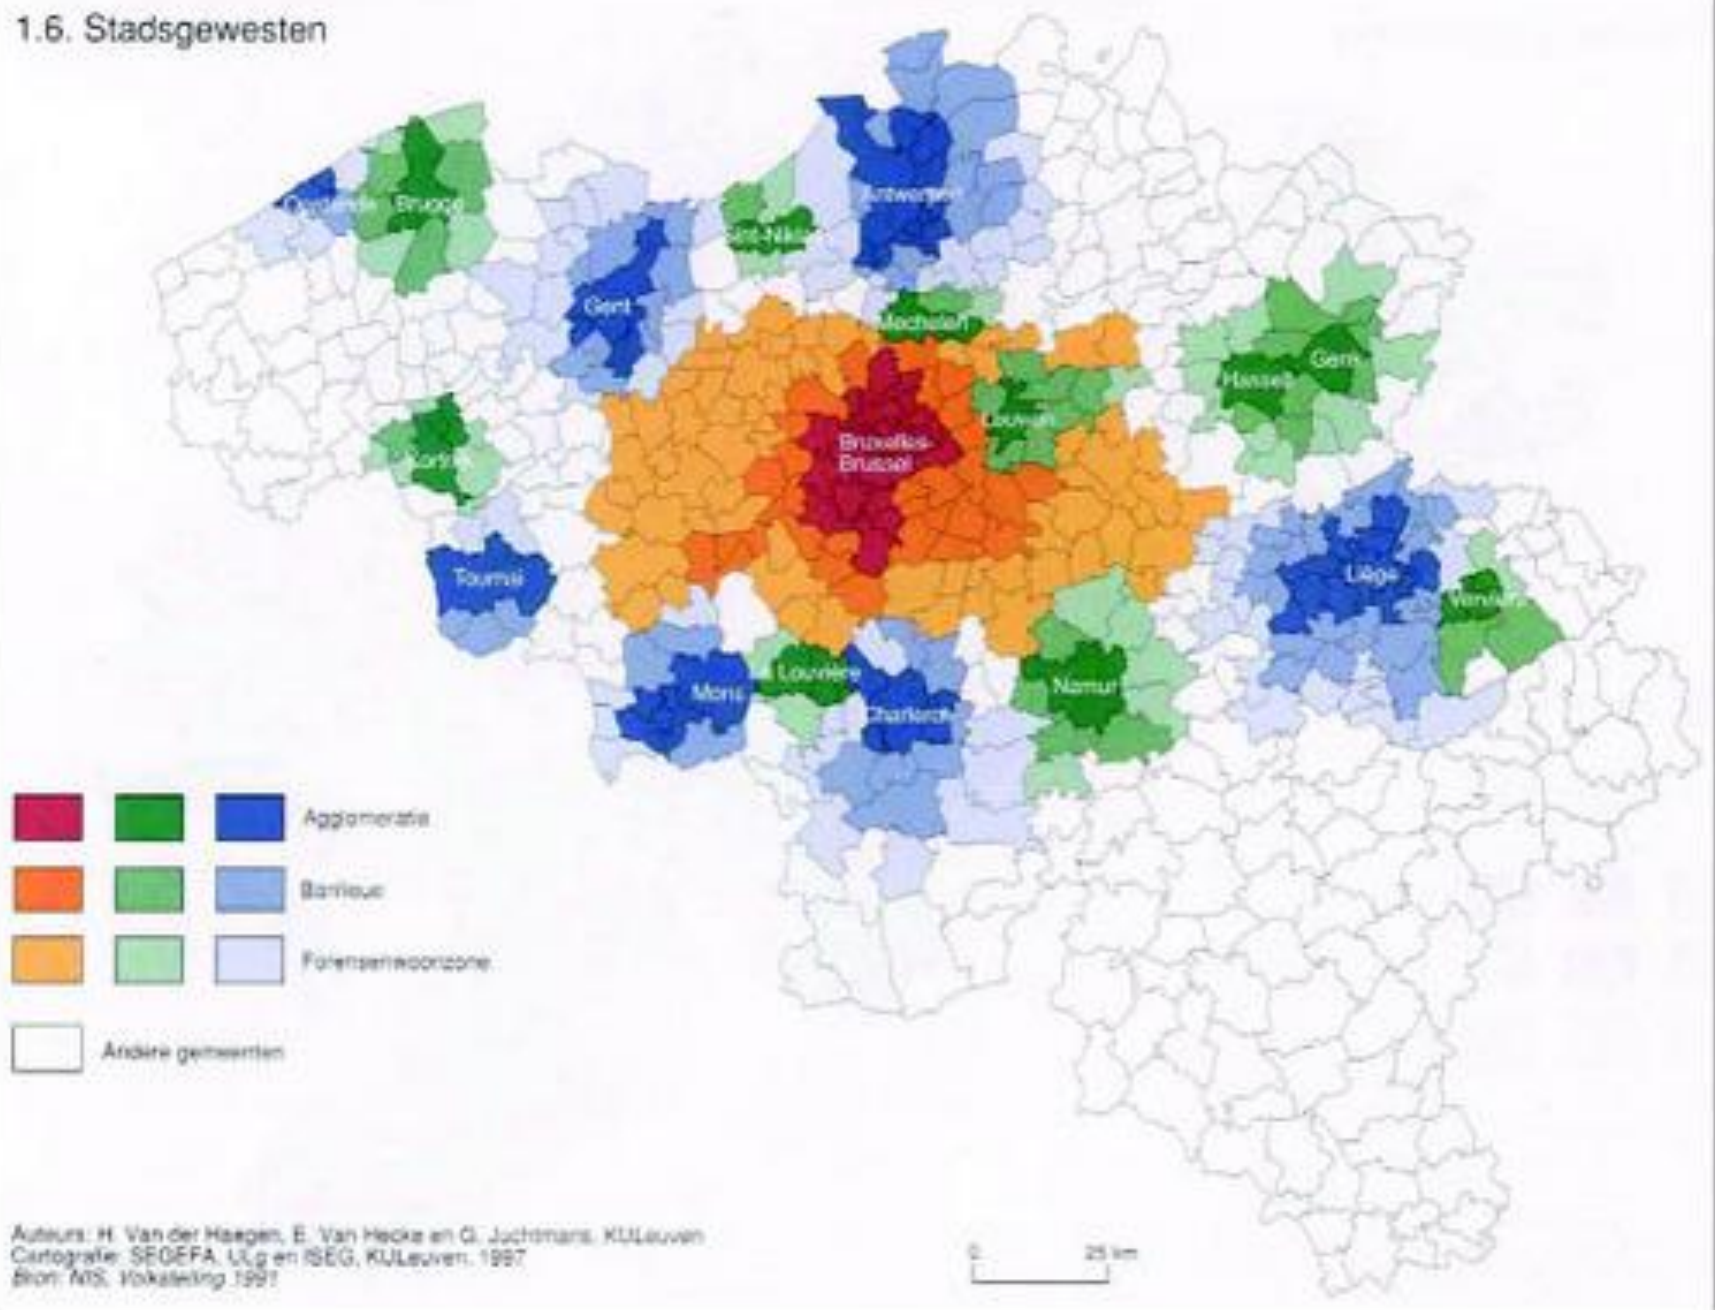 1.6. Stadsgewesten
Antwerpen
Brugge
Oostende
Sint-Nik
Gent
Mechelen
Genk
Hasselt
Leuven
Bruxelles-
Brussel
Kortrijk
Tournai
Liège
Verviers
Louvière
Namur
Mons
Charleroi
Agglomeratie
Banlieue
Forensenwoonzone
Andere gemeenten
Auteurs: H. Van der Haegen, E. Van Hecke en G. Juchtmans, KULeuven
Cartografie: SEGEFA, ULg en ISEG, KULeuven, 1997
Bron: NIS, Volkstelling 1991
0 25 km